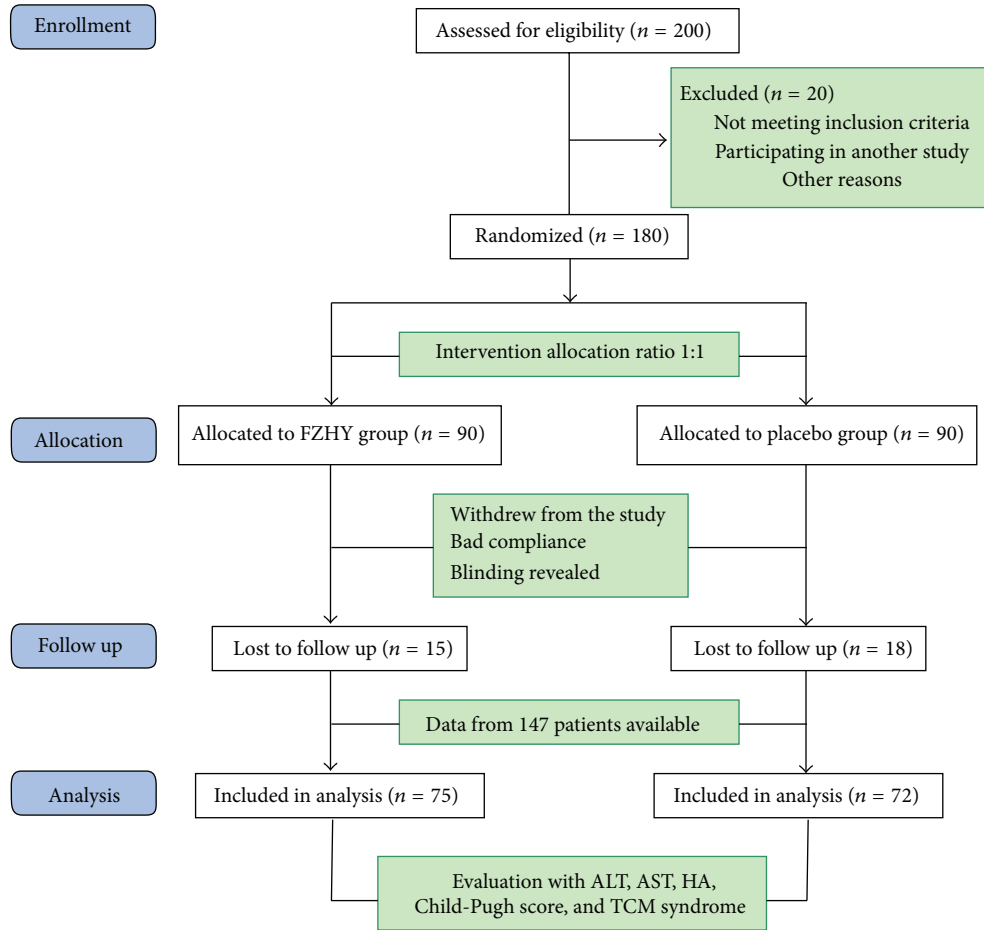 Enrollment
Assessed for eligibility (n = 200)
Excluded (n = 20)
Not meeting inclusion criteria
Participating in another study
Other reasons
Randomized (n = 180)
Intervention allocation ratio 1:1
Allocation
Allocated to FZHY group (n = 90)
Allocated to placebo group (n = 90)
Withdrew from the study
Bad compliance
Blinding revealed
Follow up
Lost to follow up (n = 15)
Lost to follow up (n = 18)
Data from 147 patients available
Analysis
Included in analysis (n = 75)
Included in analysis (n = 72)
Evaluation with ALT, AST, HA,
Child-Pugh score, and TCM syndrome